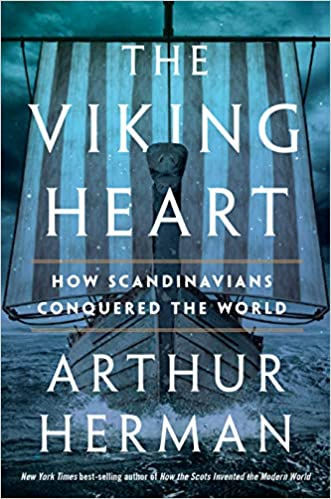 THE
VIKING
HEART
HOW SCANDINAVIANS
CONQUERED THE WORLD
ARTHUR
HERMAN
New York Times best-selling author of How the Scots Invented the Modern World